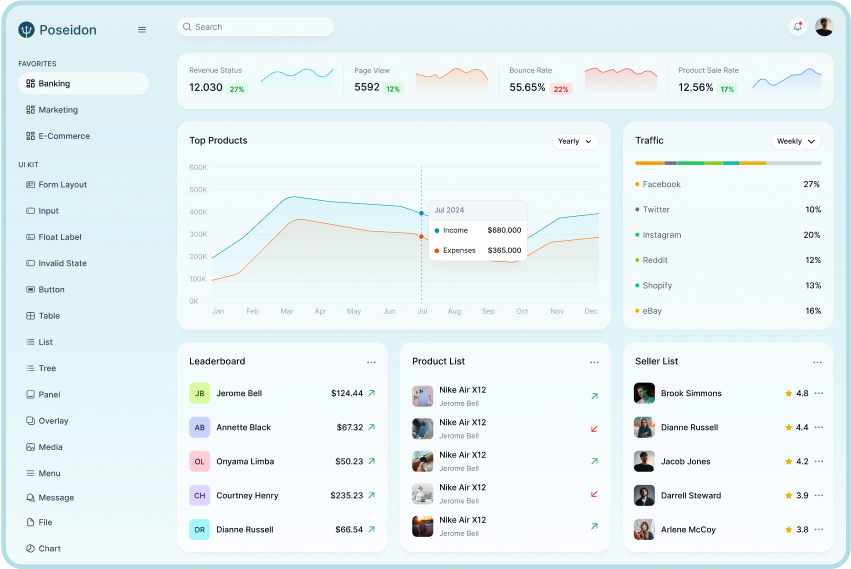 Poseidon
Search
FAVORITES
Banking
Marketing
E-Commerce
UI KIT
Form Layout
Input
Float Label
Invalid State
Button
Table
List
Tree
Panel
Overlay
Media
Menu
Message
File
Chart
Revenue Status
12.030 27%
Page View
5592 12%
Bounce Rate
55.65% 22%
Product Sale Rate
12.56% 17%
Top Products Yearly
600K
500K
400K
300K
200K
100K
0K
Jan Feb Mar Apr May Jun Jul Aug Sep Oct Nov Dec
Jul 2024
Income $680.000
Expenses $365.000
Traffic Weekly
Facebook 27%
Twitter 10%
Instagram 20%
Reddit 12%
Shopify 13%
eBay 16%
Leaderboard
JB Jerome Bell $124.44
AB Annette Black $67.32
OL Onyama Limba $50.23
CH Courtney Henry $235.23
DR Dianne Russell $66.54
Product List
Nike Air X12
Jerome Bell
Nike Air X12
Jerome Bell
Nike Air X12
Jerome Bell
Nike Air X12
Jerome Bell
Nike Air X12
Jerome Bell
Seller List
Brook Simmons 4.8
Dianne Russell 4.4
Jacob Jones 4.2
Darrell Steward 3.9
Arlene McCoy 3.8